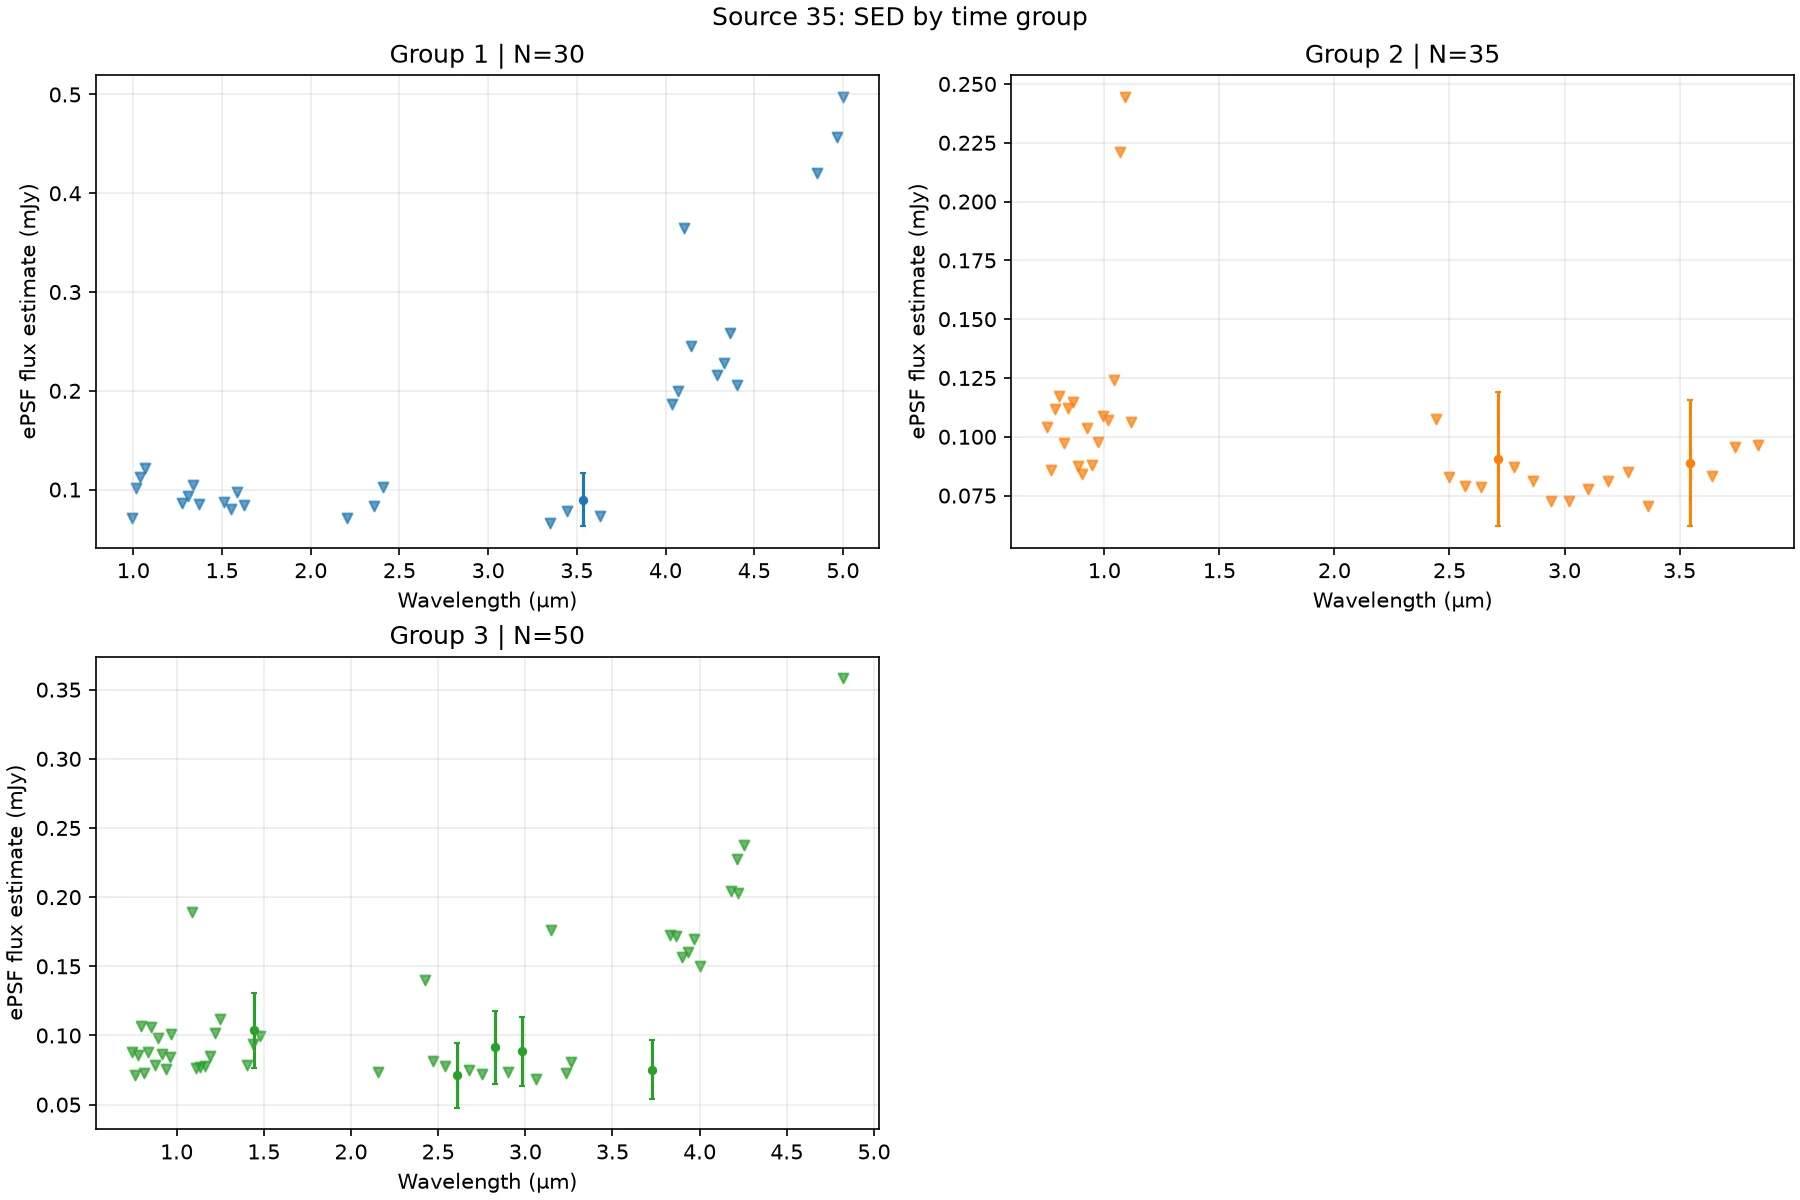 Source 35: SED by time group
Group 1 | N=30
ePSF flux estimate (mJy)
0.5
0.4
0.3
0.2
0.1
1.0 1.5 2.0 2.5 3.0 3.5 4.0 4.5 5.0
Wavelength (μm)
Group 2 | N=35
ePSF flux estimate (mJy)
0.250
0.225
0.200
0.175
0.150
0.125
0.100
0.075
1.0 1.5 2.0 2.5 3.0 3.5
Wavelength (μm)
Group 3 | N=50
ePSF flux estimate (mJy)
0.35
0.30
0.25
0.20
0.15
0.10
0.05
1.0 1.5 2.0 2.5 3.0 3.5 4.0 4.5 5.0
Wavelength (μm)